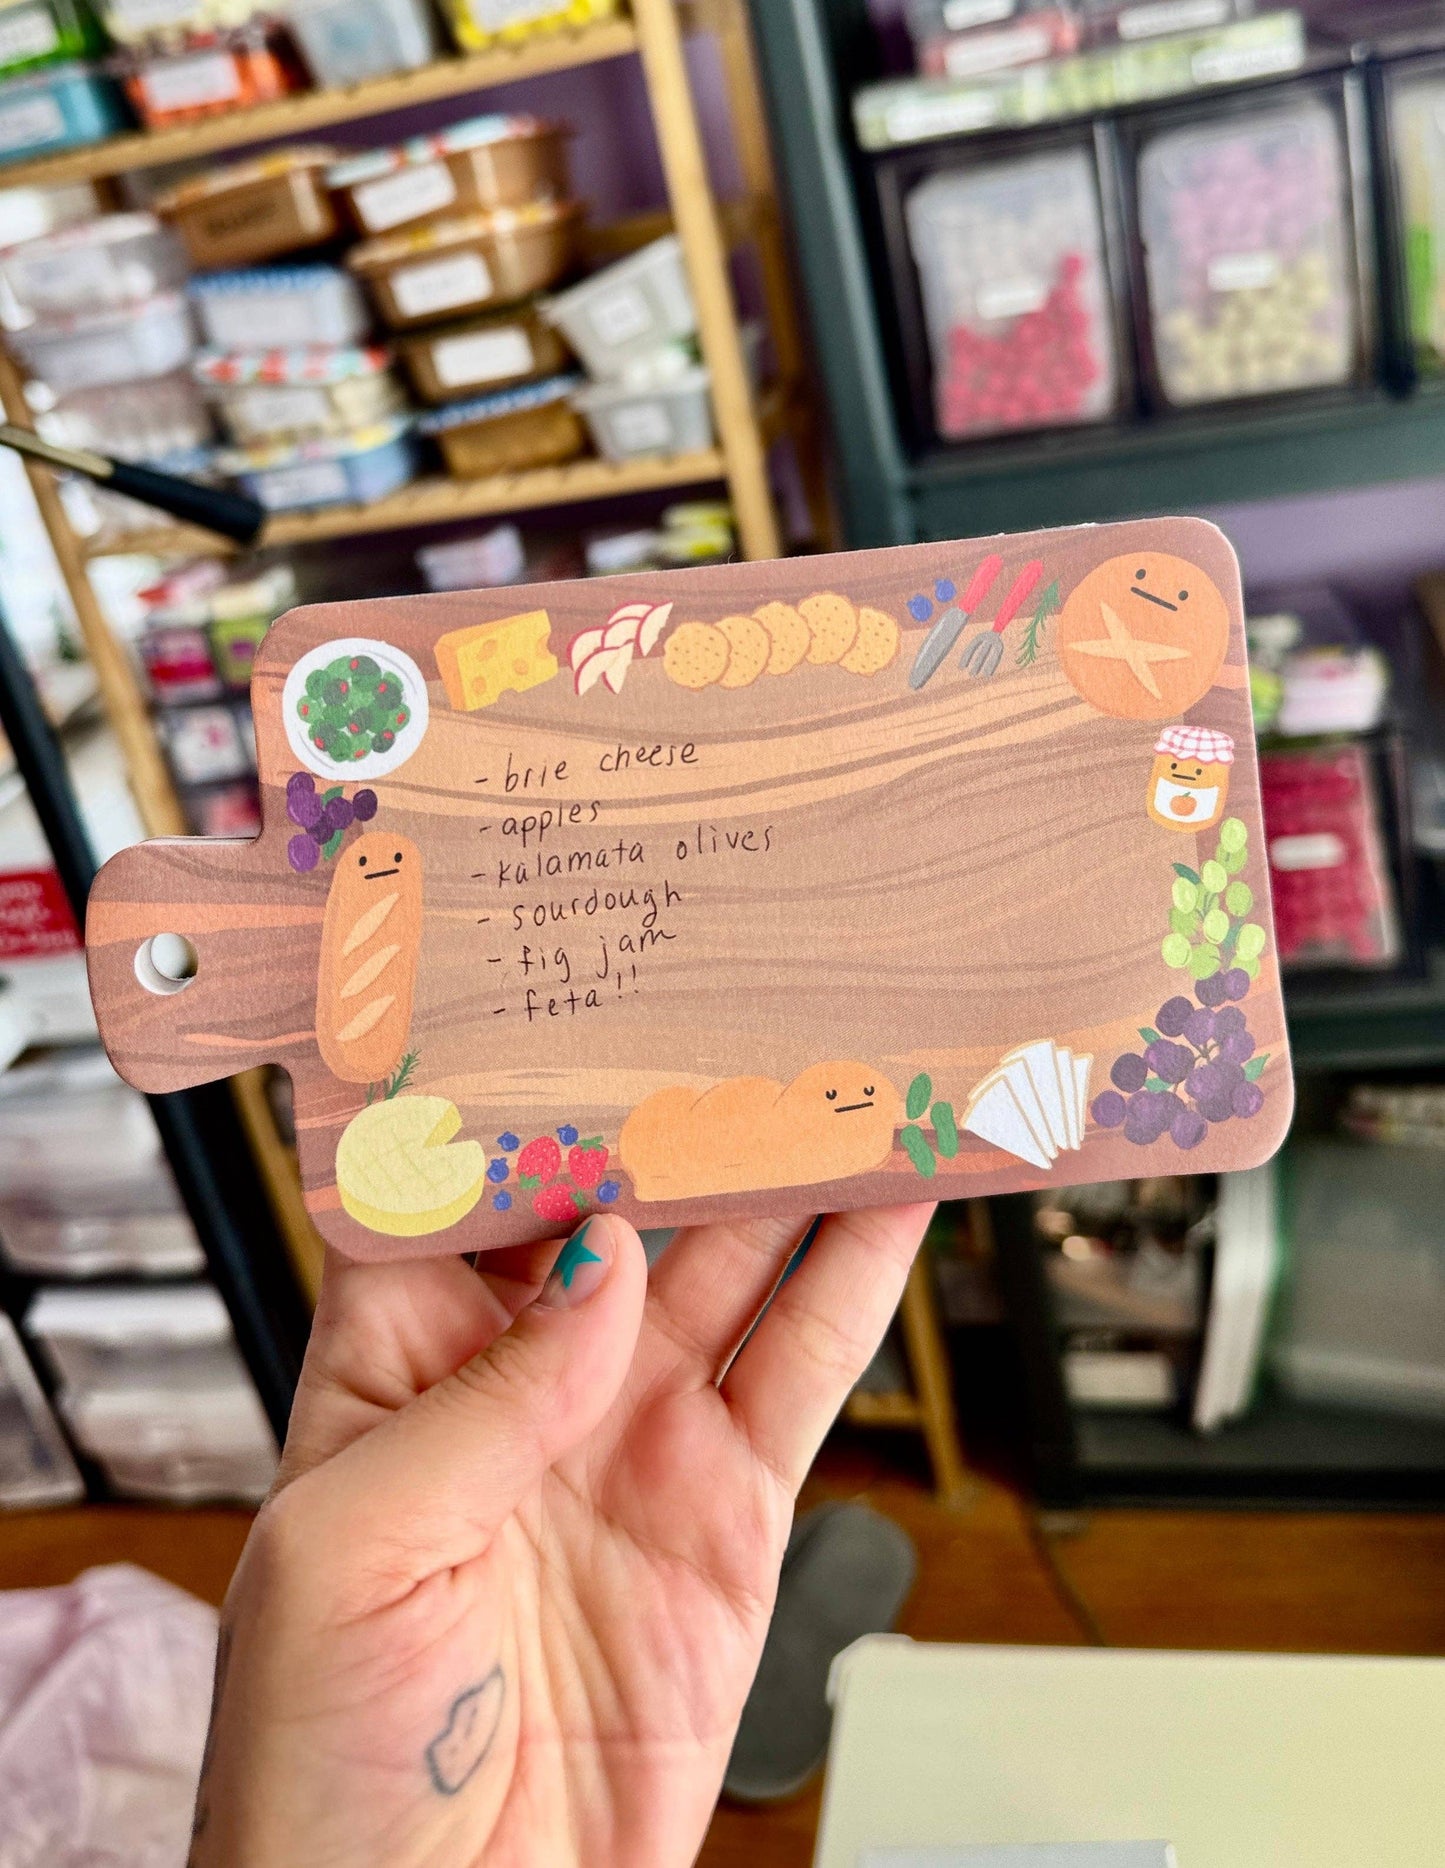 - brie cheese
- apples
- kalamata olives
- sourdough
- fig jam
- feta!!